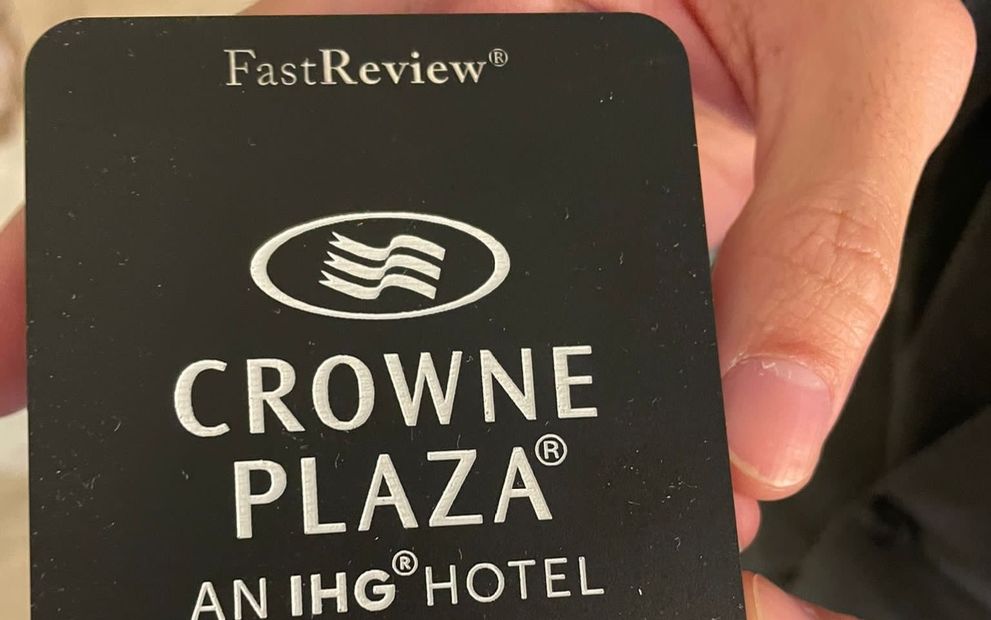 FastReview®
CROWNE
PLAZA®
AN IHG® HOTEL